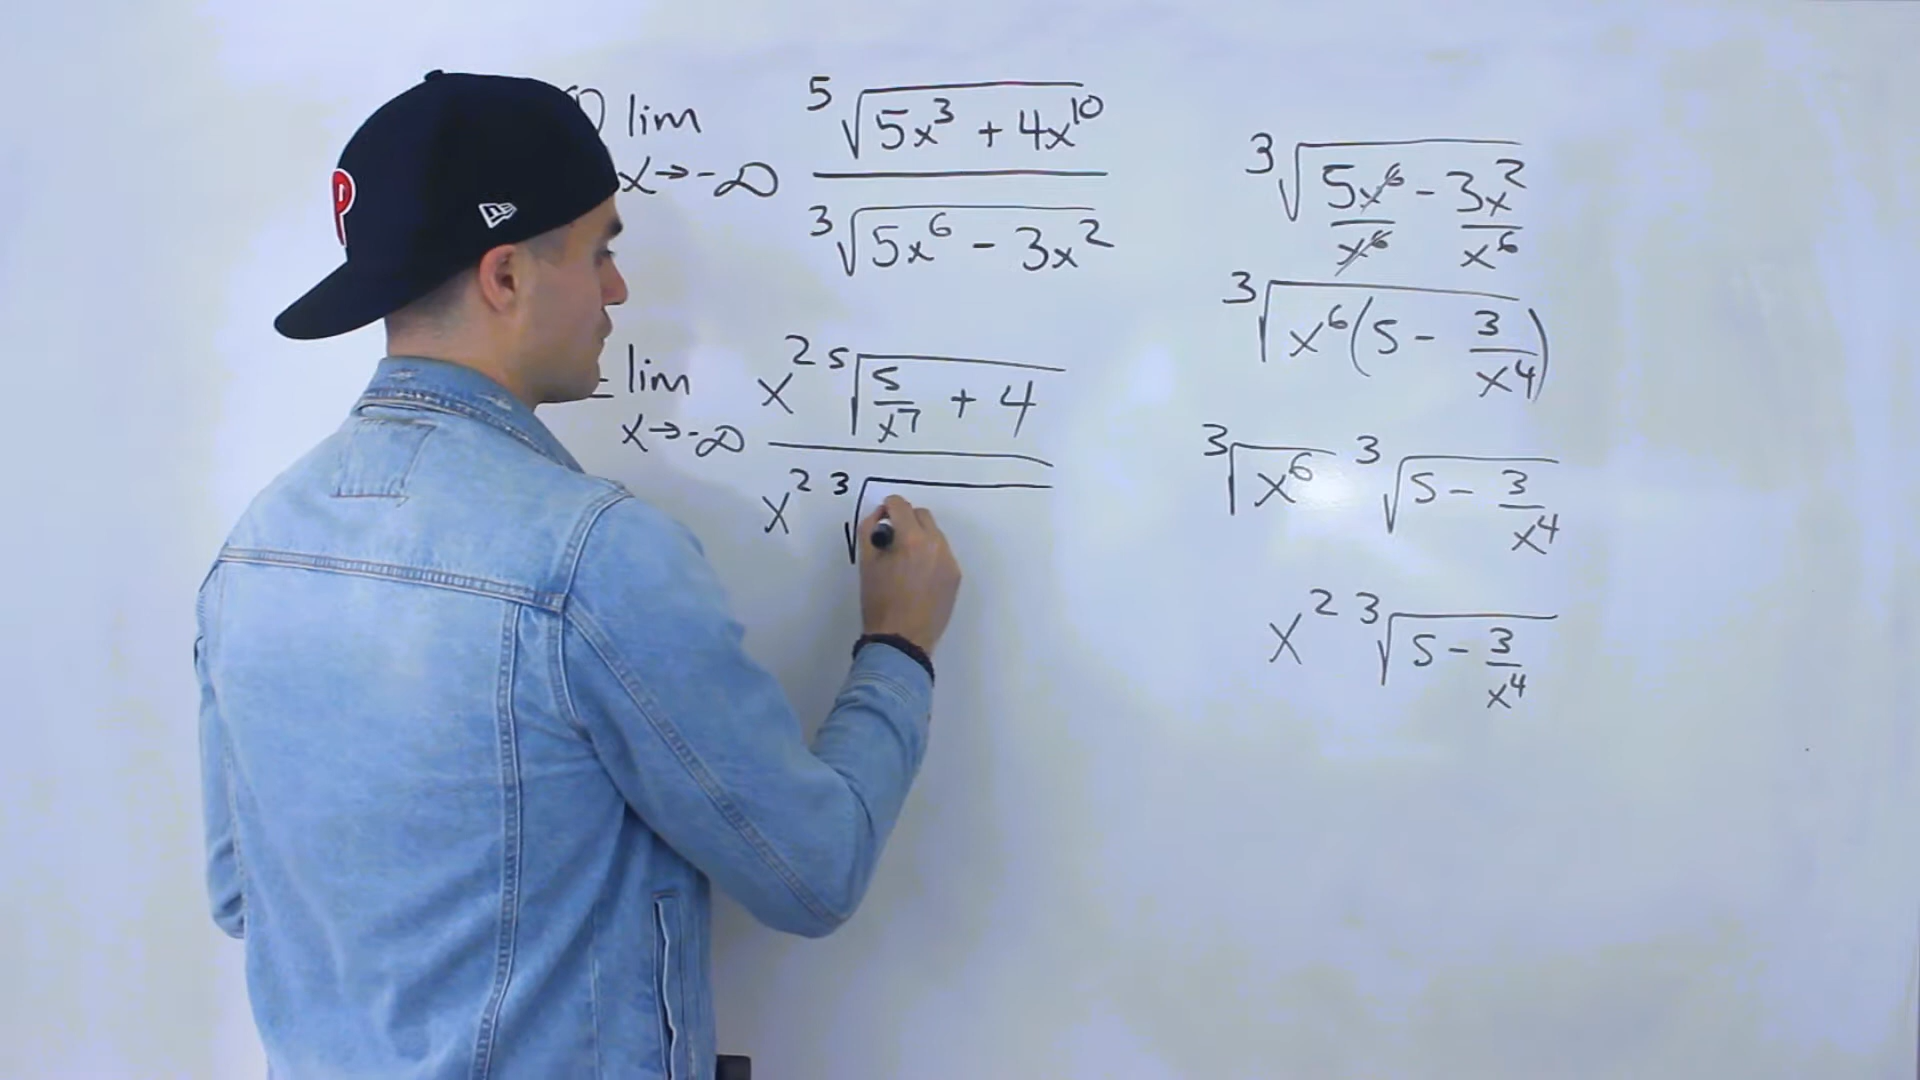 lim x→-∞ ⁵√(5x³ + 4x¹⁰) / ³√(5x⁶ - 3x²)
= lim x→-∞ x² ⁵√(5/x⁷ + 4) / x² ³√
³√(5x⁶/x⁶ - 3x²/x⁶)
³√(x⁶(5 - 3/x⁴))
³√x⁶ ³√(5 - 3/x⁴)
x² ³√(5 - 3/x⁴)
P
NE